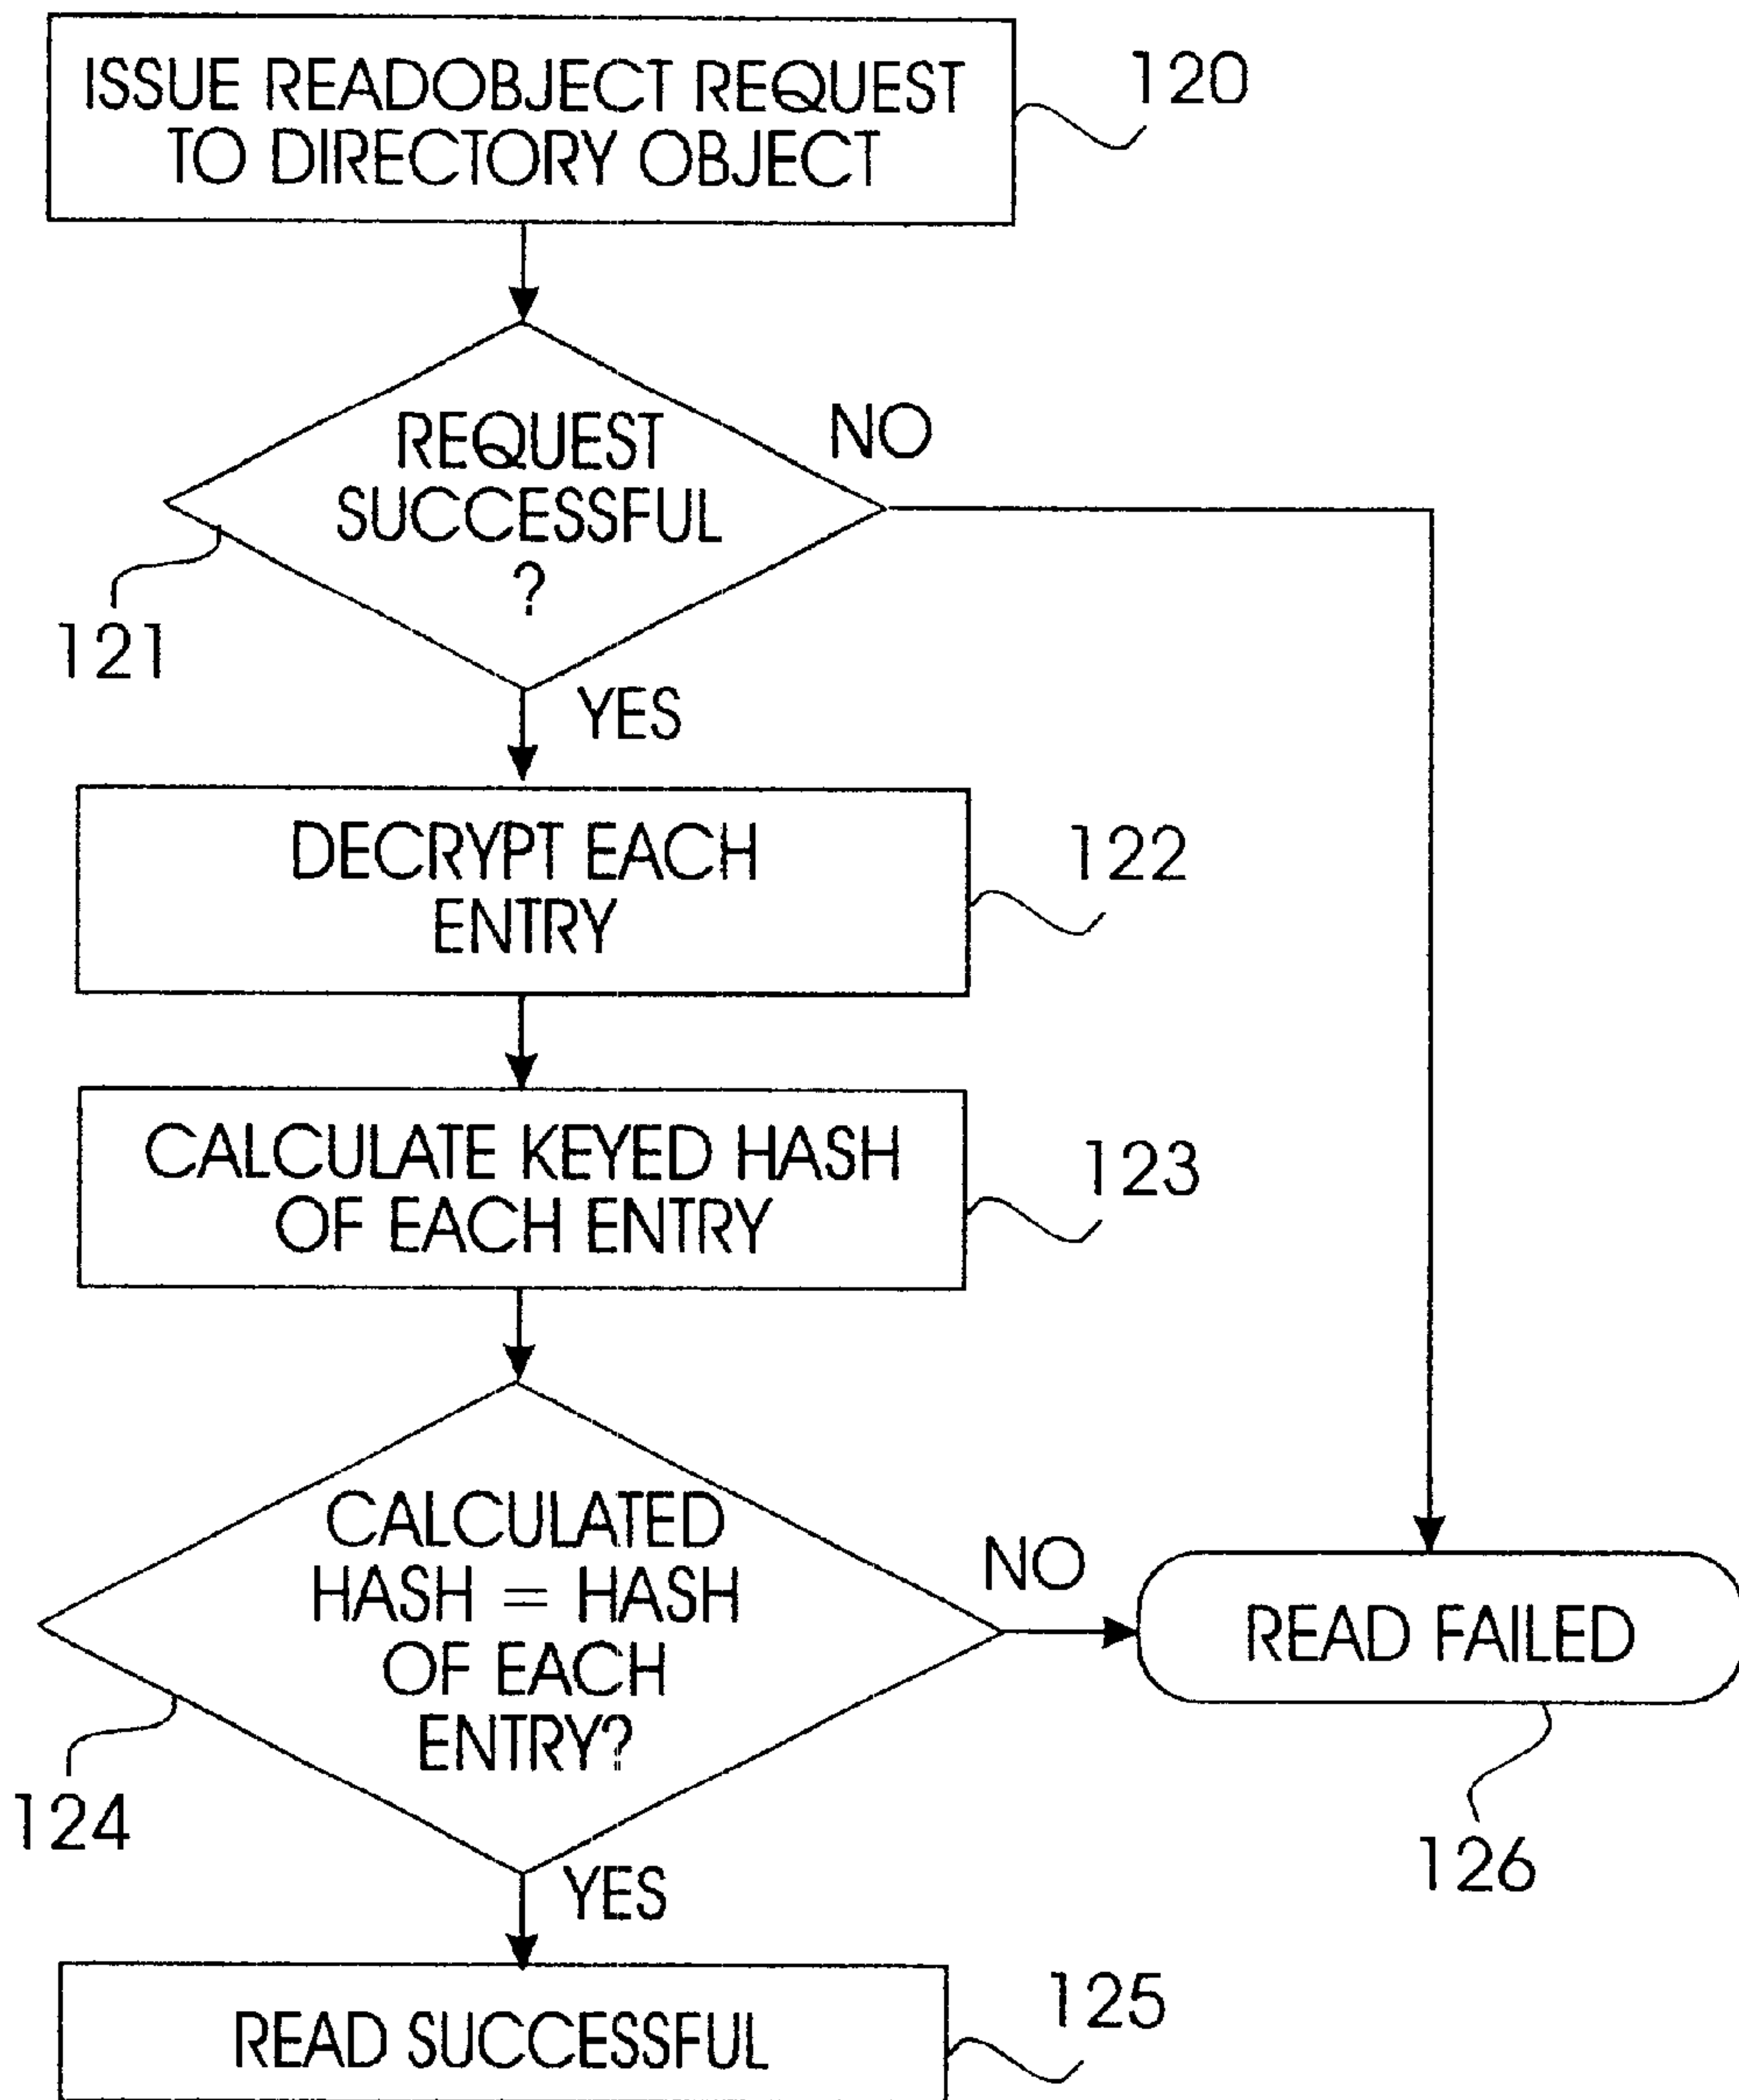 ISSUE READOBJECT REQUEST
TO DIRECTORY OBJECT
120
REQUEST
SUCCESSFUL
?
NO
121
YES
DECRYPT EACH
ENTRY
122
CALCULATE KEYED HASH
OF EACH ENTRY
123
CALCULATED
HASH = HASH
OF EACH
ENTRY?
NO
READ FAILED
124
126
YES
READ SUCCESSFUL
125